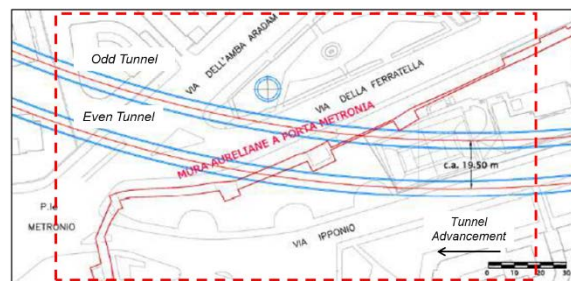 Odd Tunnel
VIA DELL'AMBA ARADAM
VIA DELLA FERRATELLA
Even Tunnel
MURA AURELIANE A PORTA METRONIA
c.a. 19.50 m
P.le
METRONIO
VIA IPPONIO
Tunnel
Advancement
0 10 20 30